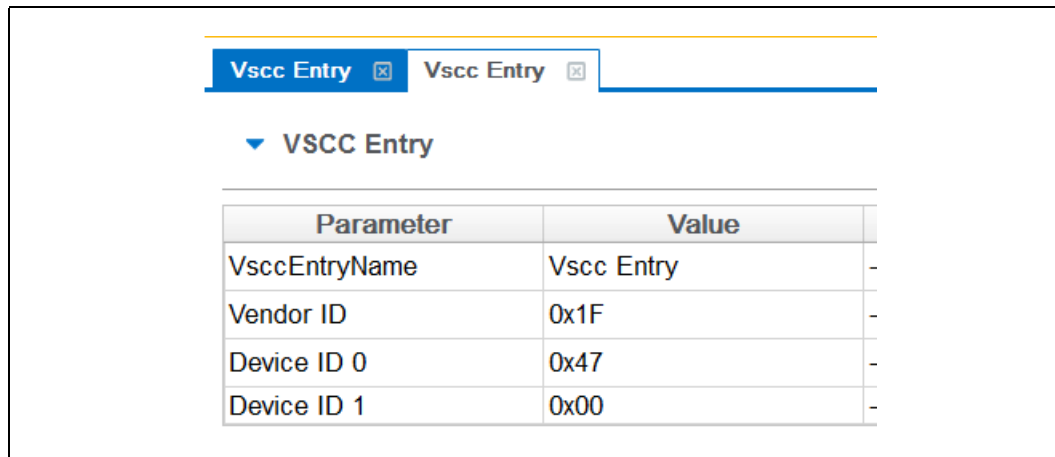 Vscc Entry Vscc Entry
VSCC Entry
Parameter Value
VsccEntryName Vscc Entry -
Vendor ID 0x1F -
Device ID 0 0x47 -
Device ID 1 0x00 -